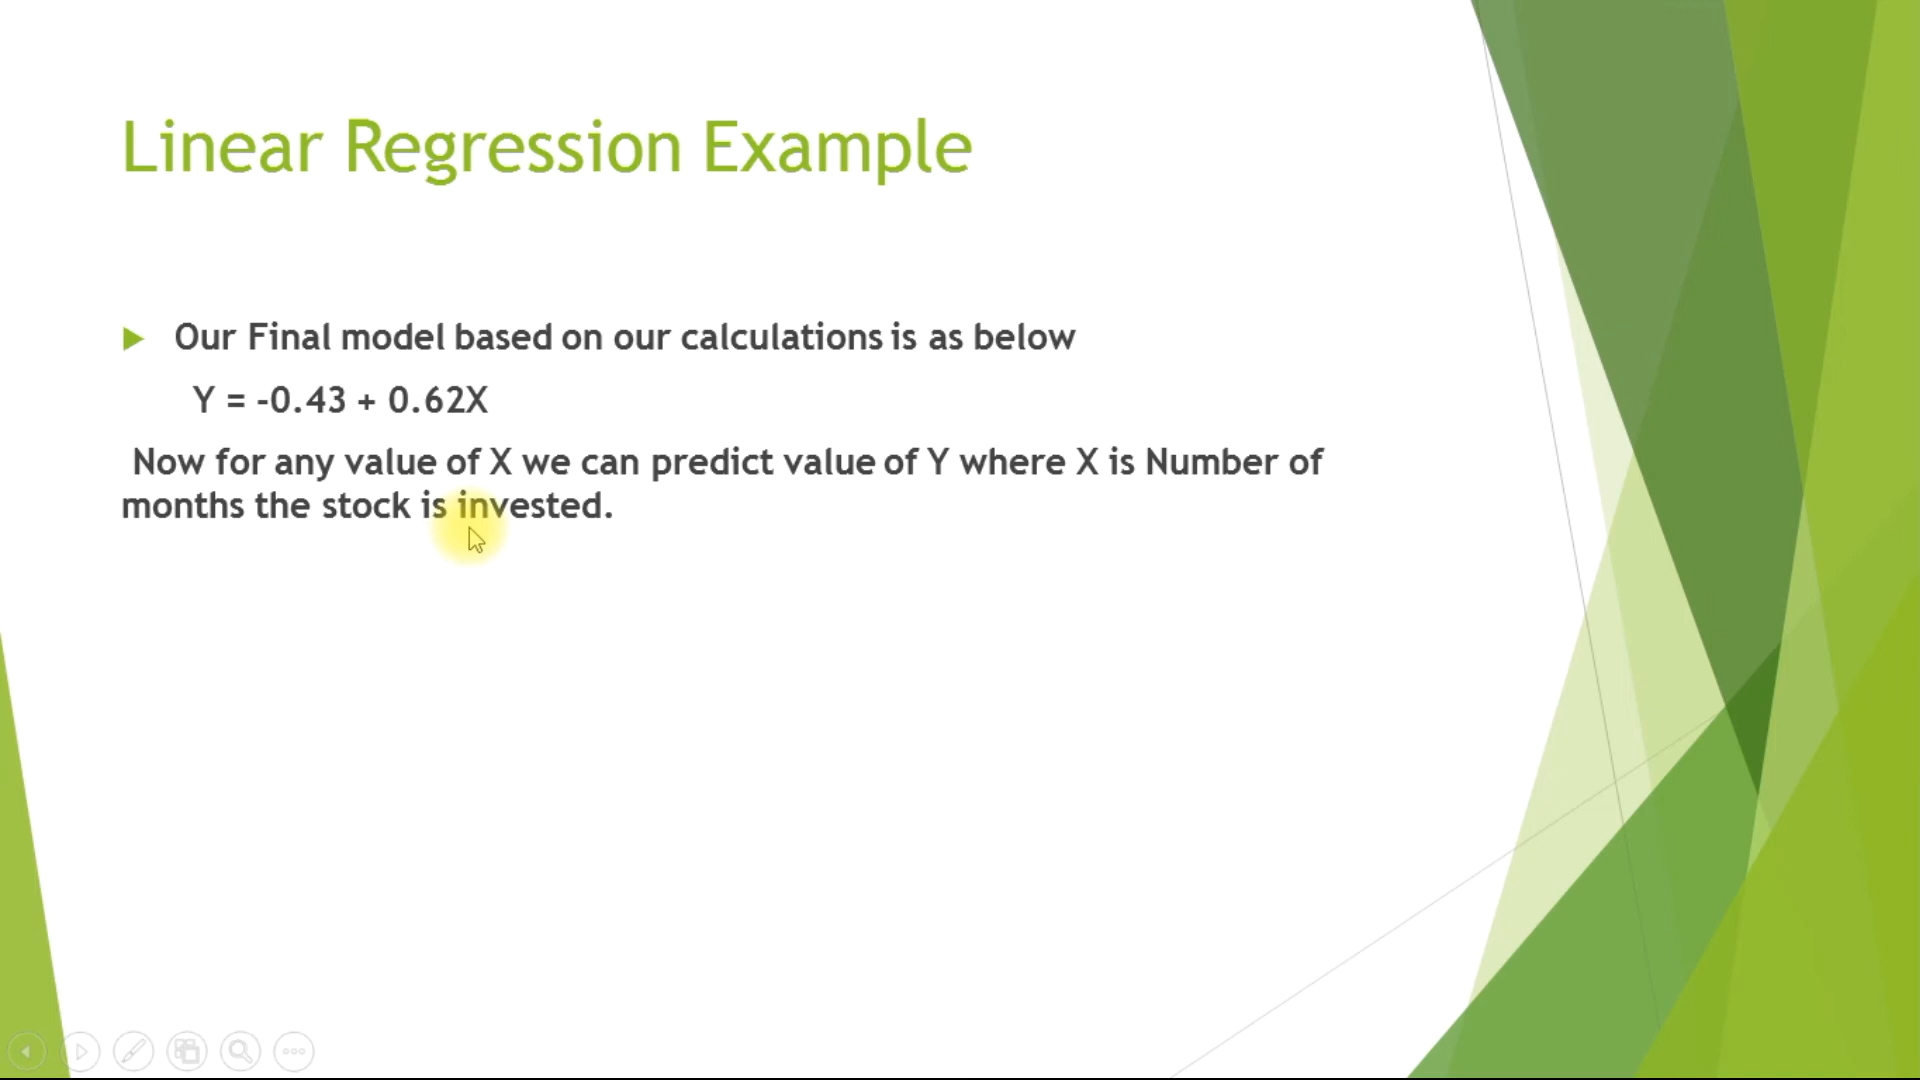 Linear Regression Example
Our Final model based on our calculations is as below
Y = -0.43 + 0.62X
Now for any value of X we can predict value of Y where X is Number of
months the stock is invested.